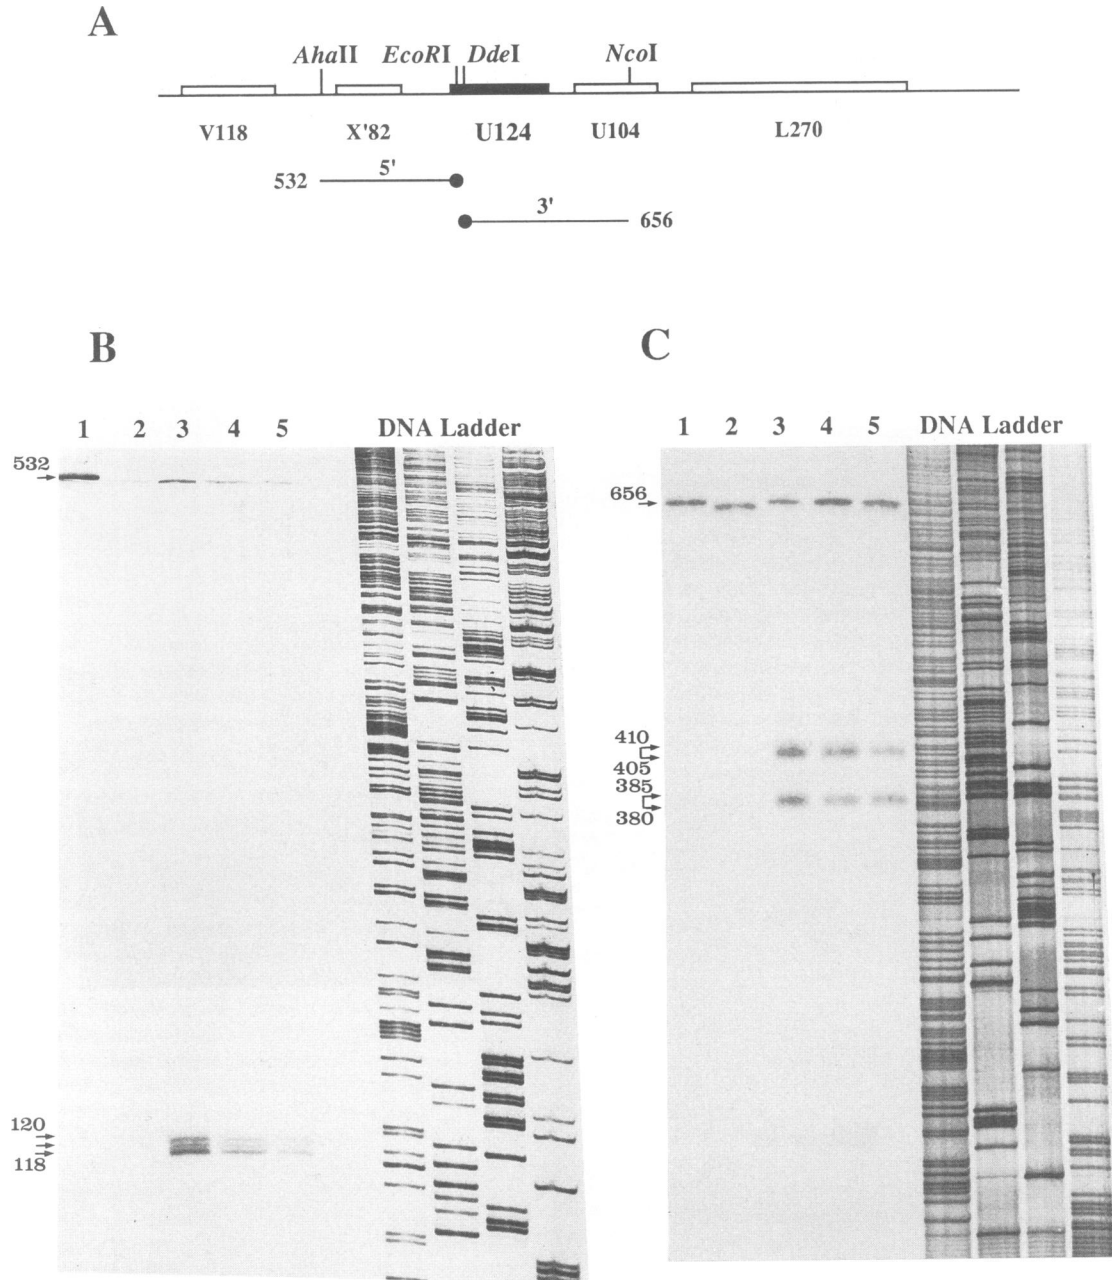 A
AhaII EcoRI DdeI NcoI
V118 X'82 U124 U104 L270
532 5'
3' 656
B
1 2 3 4 5 DNA Ladder
532
120
118
C
1 2 3 4 5 DNA Ladder
656
410
405
385
380